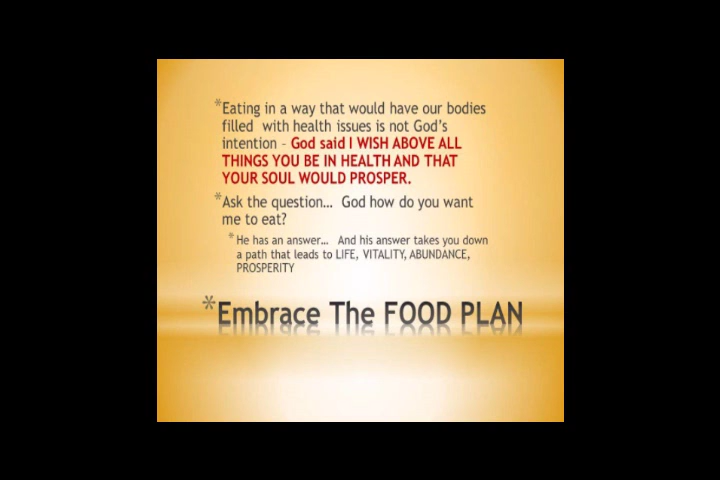 *Eating in a way that would have our bodies
filled with health issues is not God's
intention – God said I WISH ABOVE ALL
THINGS YOU BE IN HEALTH AND THAT
YOUR SOUL WOULD PROSPER.
*Ask the question… God how do you want
me to eat?
*He has an answer… And his answer takes you down
a path that leads to LIFE, VITALITY, ABUNDANCE,
PROSPERITY
*Embrace The FOOD PLAN